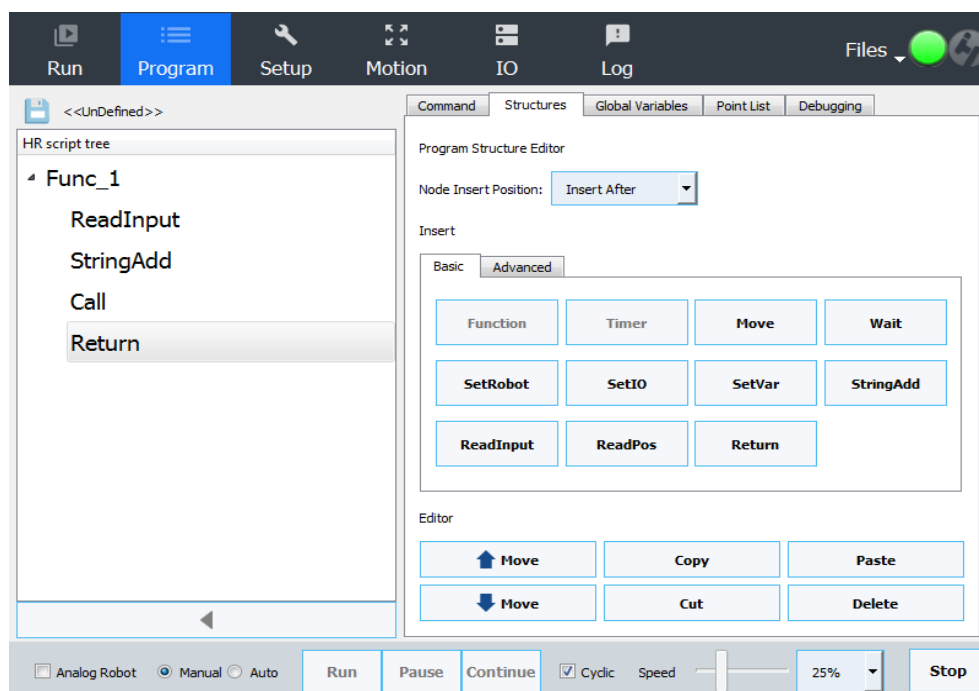 Run Program Setup Motion IO Log Files
<<UnDefined>>
Command Structures Global Variables Point List Debugging
HR script tree
Func_1
ReadInput
StringAdd
Call
Return
Program Structure Editor
Node Insert Position: Insert After
Insert
Basic Advanced
Function Timer Move Wait
SetRobot SetIO SetVar StringAdd
ReadInput ReadPos Return
Editor
Move Copy Paste
Move Cut Delete
Analog Robot Manual Auto Run Pause Continue Cyclic Speed 25% Stop